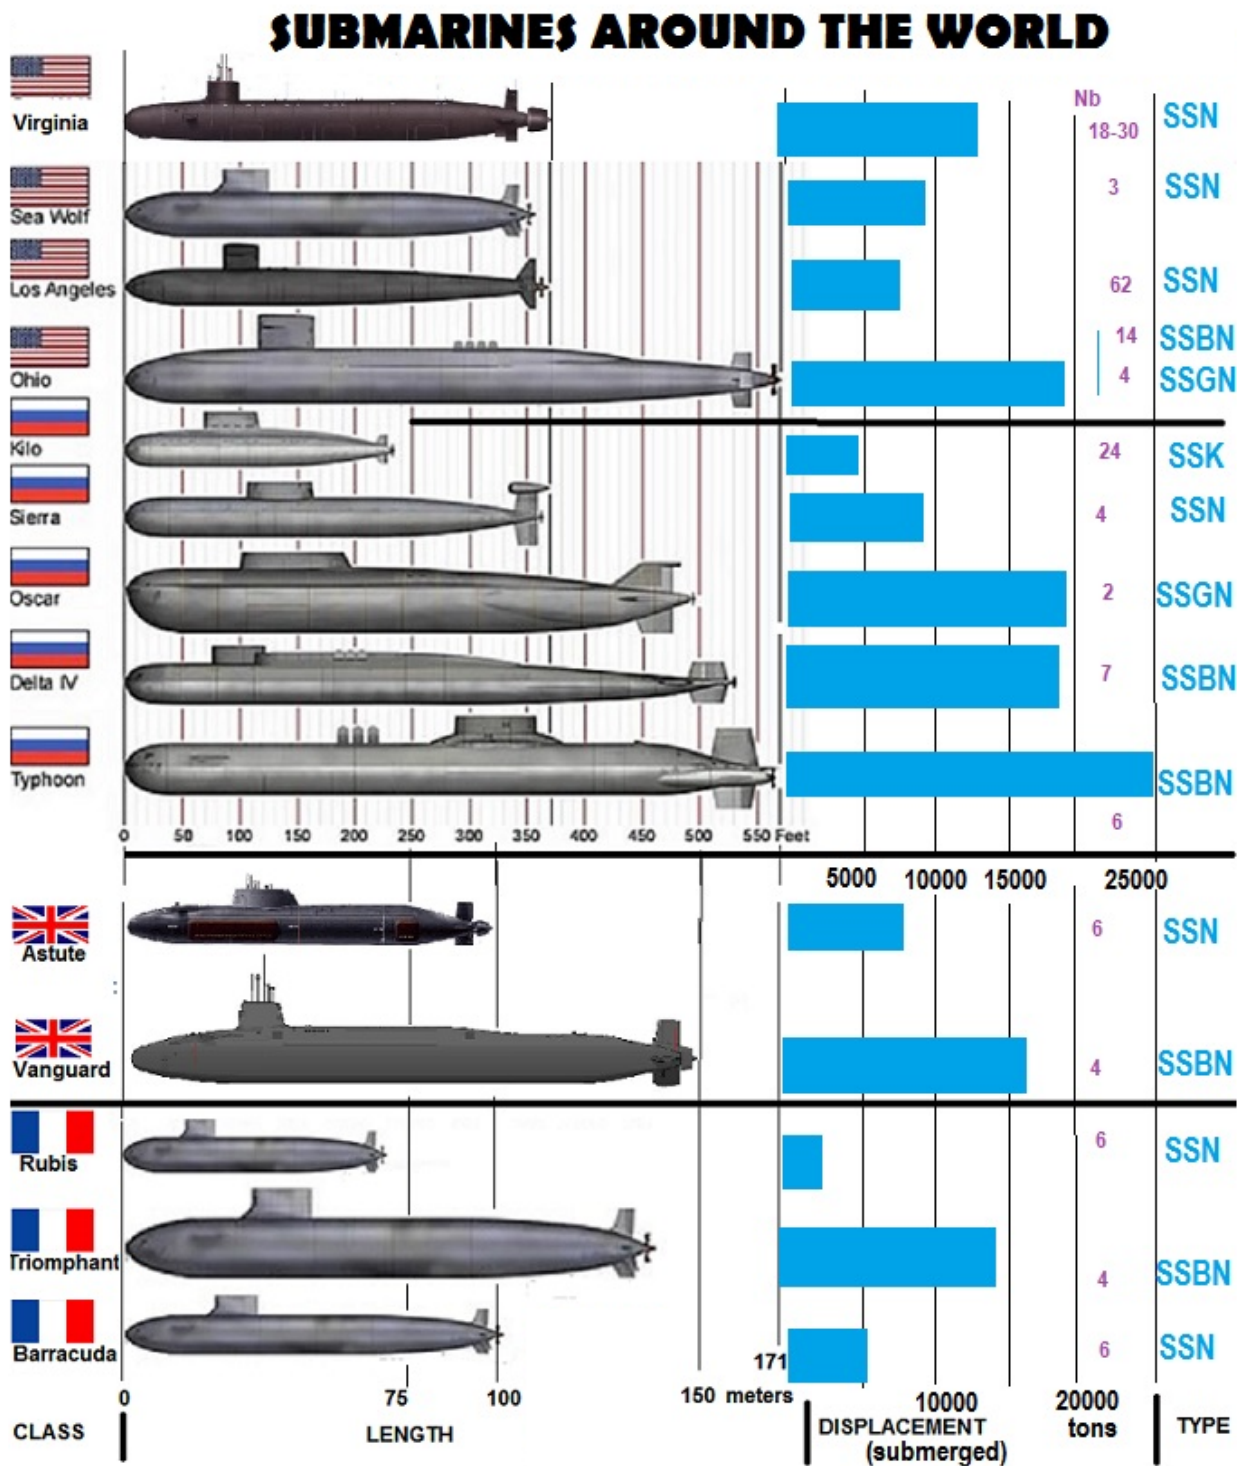 SUBMARINES AROUND THE WORLD
Virginia
Nb
18-30
SSN
Sea Wolf
3
SSN
Los Angeles
62
SSN
Ohio
14 SSBN
4 SSGN
Kilo
24
SSK
Sierra
4
SSN
Oscar
2
SSGN
Delta IV
7
SSBN
Typhoon
SSBN
6
0 50 100 150 200 250 300 350 400 450 500 550 Feet
5000 10000 15000 25000
Astute
6
SSN
Vanguard
4
SSBN
Rubis
6
SSN
Triomphant
4
SSBN
Barracuda
6
SSN
171
0 75 100 150 meters
10000 20000
tons
CLASS LENGTH DISPLACEMENT TYPE
(submerged)